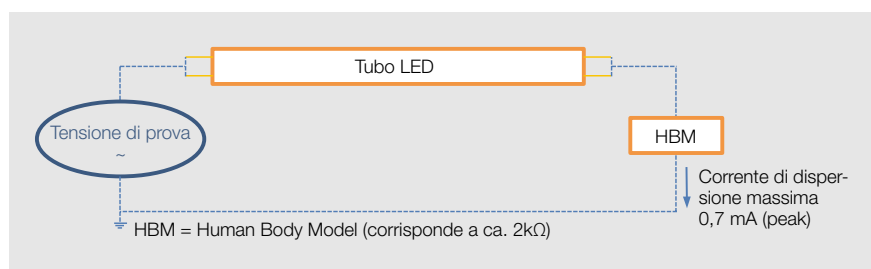 Tubo LED
Tensione di prova
~
HBM
Corrente di disper-
sione massima
0,7 mA (peak)
HBM = Human Body Model (corrisponde a ca. 2kΩ)